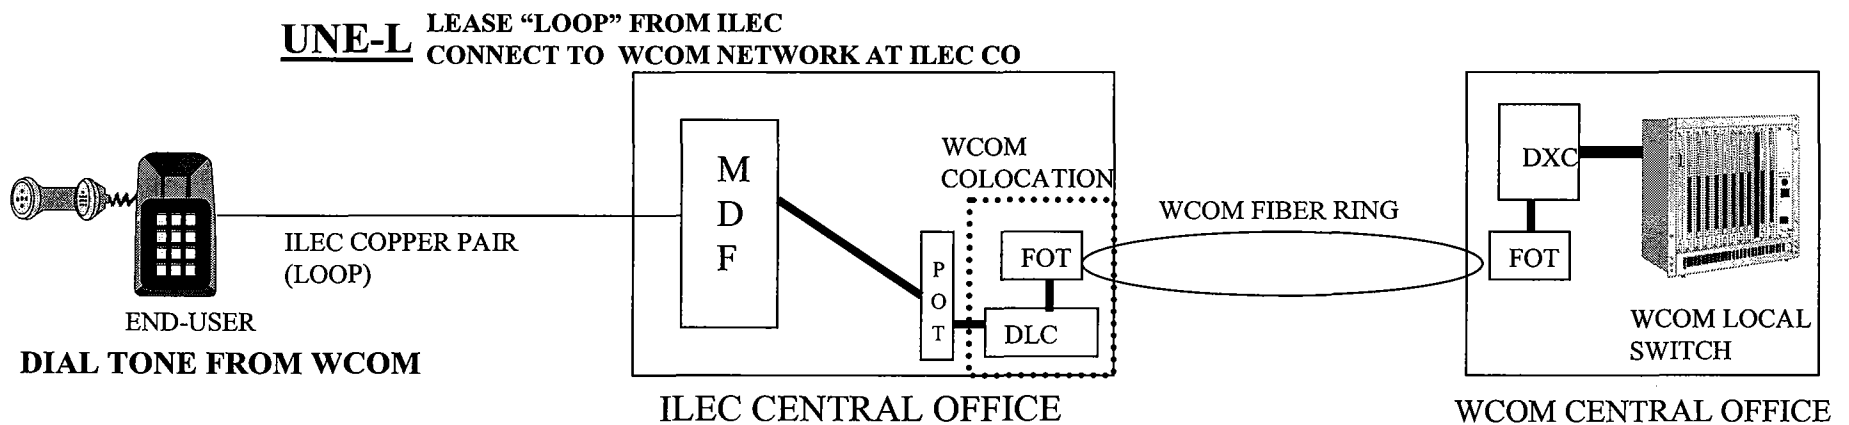 UNE-L
LEASE “LOOP” FROM ILEC
CONNECT TO WCOM NETWORK AT ILEC CO
MDF
WCOM
COLOCATION
WCOM FIBER RING
DXC
ILEC COPPER PAIR
(LOOP)
POT
FOT
FOT
DLC
END-USER
WCOM LOCAL
SWITCH
DIAL TONE FROM WCOM
ILEC CENTRAL OFFICE
WCOM CENTRAL OFFICE